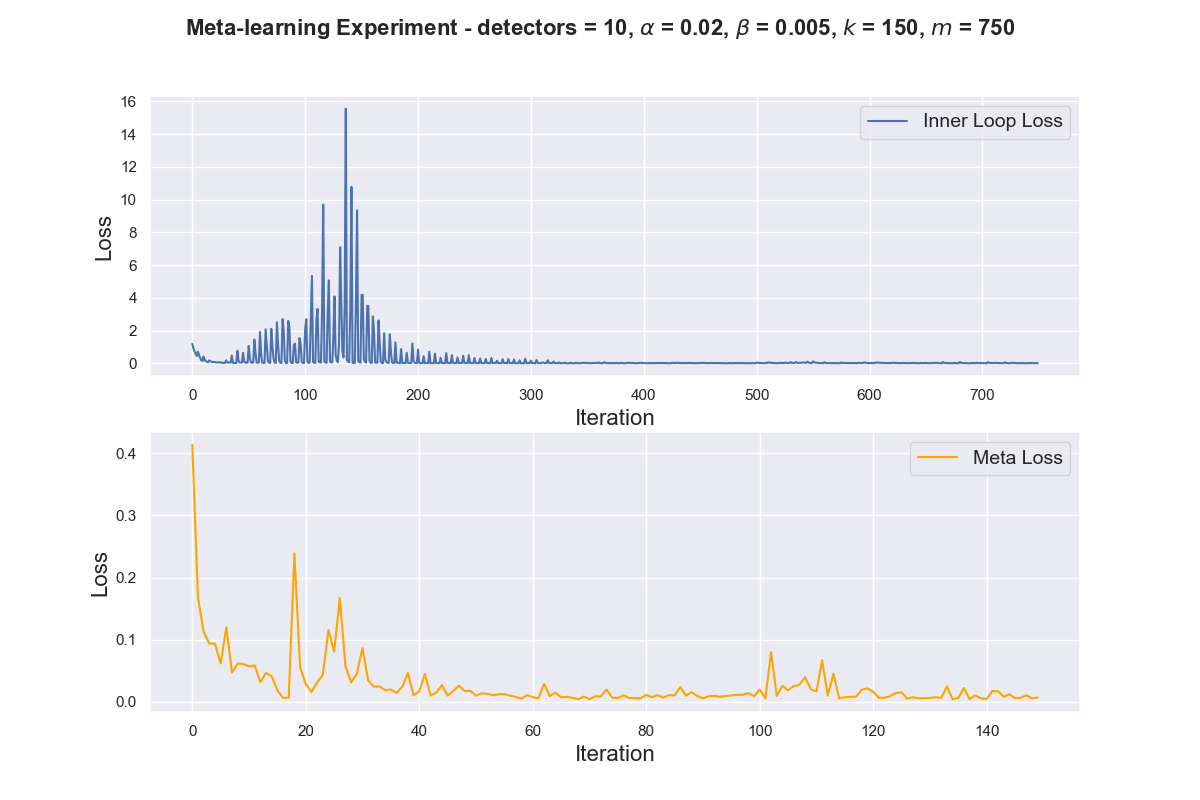 Meta-learning Experiment - detectors = 10, α = 0.02, β = 0.005, k = 150, m = 750
16
14
12
10
8
6
4
2
0
Loss
Inner Loop Loss
0 100 200 300 400 500 600 700
Iteration
0.4
0.3
0.2
0.1
0.0
Loss
Meta Loss
0 20 40 60 80 100 120 140
Iteration